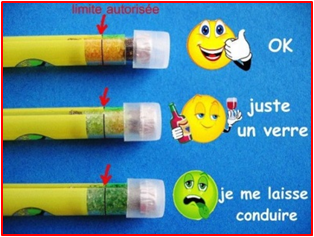 limite autorisée
OK
juste
un verre
je me laisse
conduire